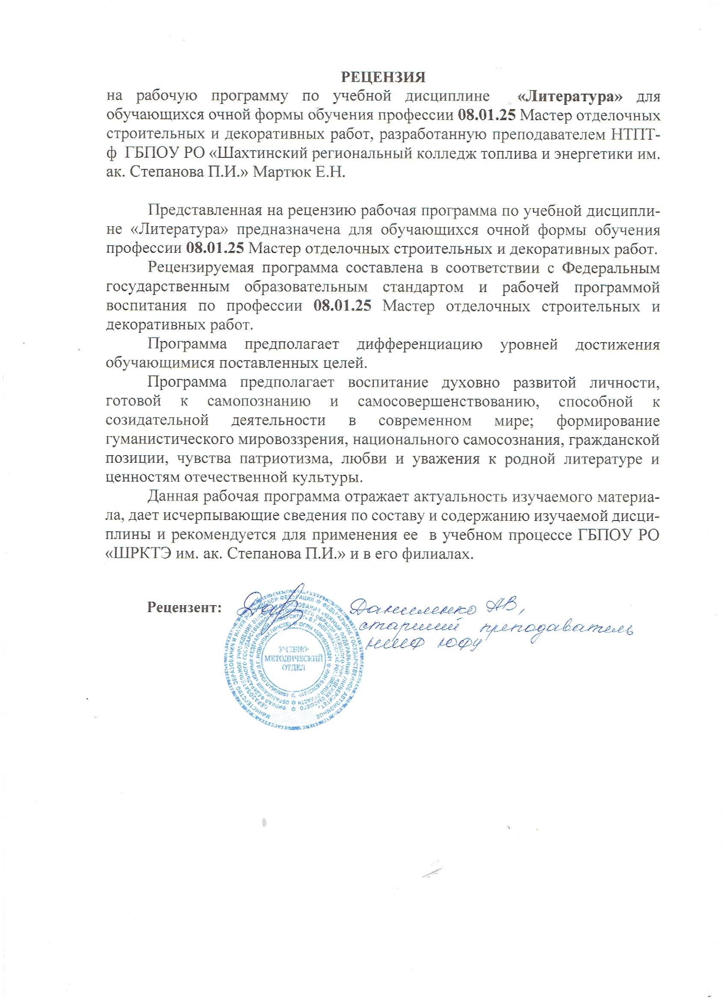 РЕЦЕНЗИЯ
на рабочую программу по учебной дисциплине «Литература» для
обучающихся очной формы обучения профессии 08.01.25 Мастер отделочных
строительных и декоративных работ, разработанную преподавателем НТПТ-
ф ГБПОУ РО «Шахтинский региональный колледж топлива и энергетики им.
ак. Степанова П.И.» Мартюк Е.Н.
Представленная на рецензию рабочая программа по учебной дисципли-
не «Литература» предназначена для обучающихся очной формы обучения
профессии 08.01.25 Мастер отделочных строительных и декоративных работ.
Рецензируемая программа составлена в соответствии с Федеральным
государственным образовательным стандартом и рабочей программой
воспитания по профессии 08.01.25 Мастер отделочных строительных и
декоративных работ.
Программа предполагает дифференциацию уровней достижения
обучающимися поставленных целей.
Программа предполагает воспитание духовно развитой личности,
готовой к самопознанию и самосовершенствованию, способной к
созидательной деятельности в современном мире; формирование
гуманистического мировоззрения, национального самосознания, гражданской
позиции, чувства патриотизма, любви и уважения к родной литературе и
ценностям отечественной культуры.
Данная рабочая программа отражает актуальность изучаемого материа-
ла, дает исчерпывающие сведения по составу и содержанию изучаемой дисци-
плины и рекомендуется для применения ее в учебном процессе ГБПОУ РО
«ШРКТЭ им. ак. Степанова П.И.» и в его филиалах.
Рецензент:
Даниленко АВ,
старший преподаватель
ЮФУ
УЧЕБНО-
МЕТОДИЧЕСКИЙ
ОТДЕЛ